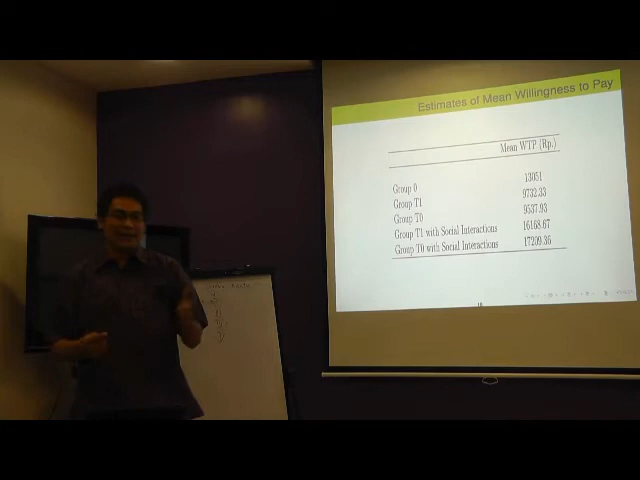 Estimates of Mean Willingness to Pay
Mean WTP (Rp.)
Group 0 13051
Group T1 9732.33
Group T0 9537.93
Group T1 with Social Interactions 16168.67
Group T0 with Social Interactions 17209.36